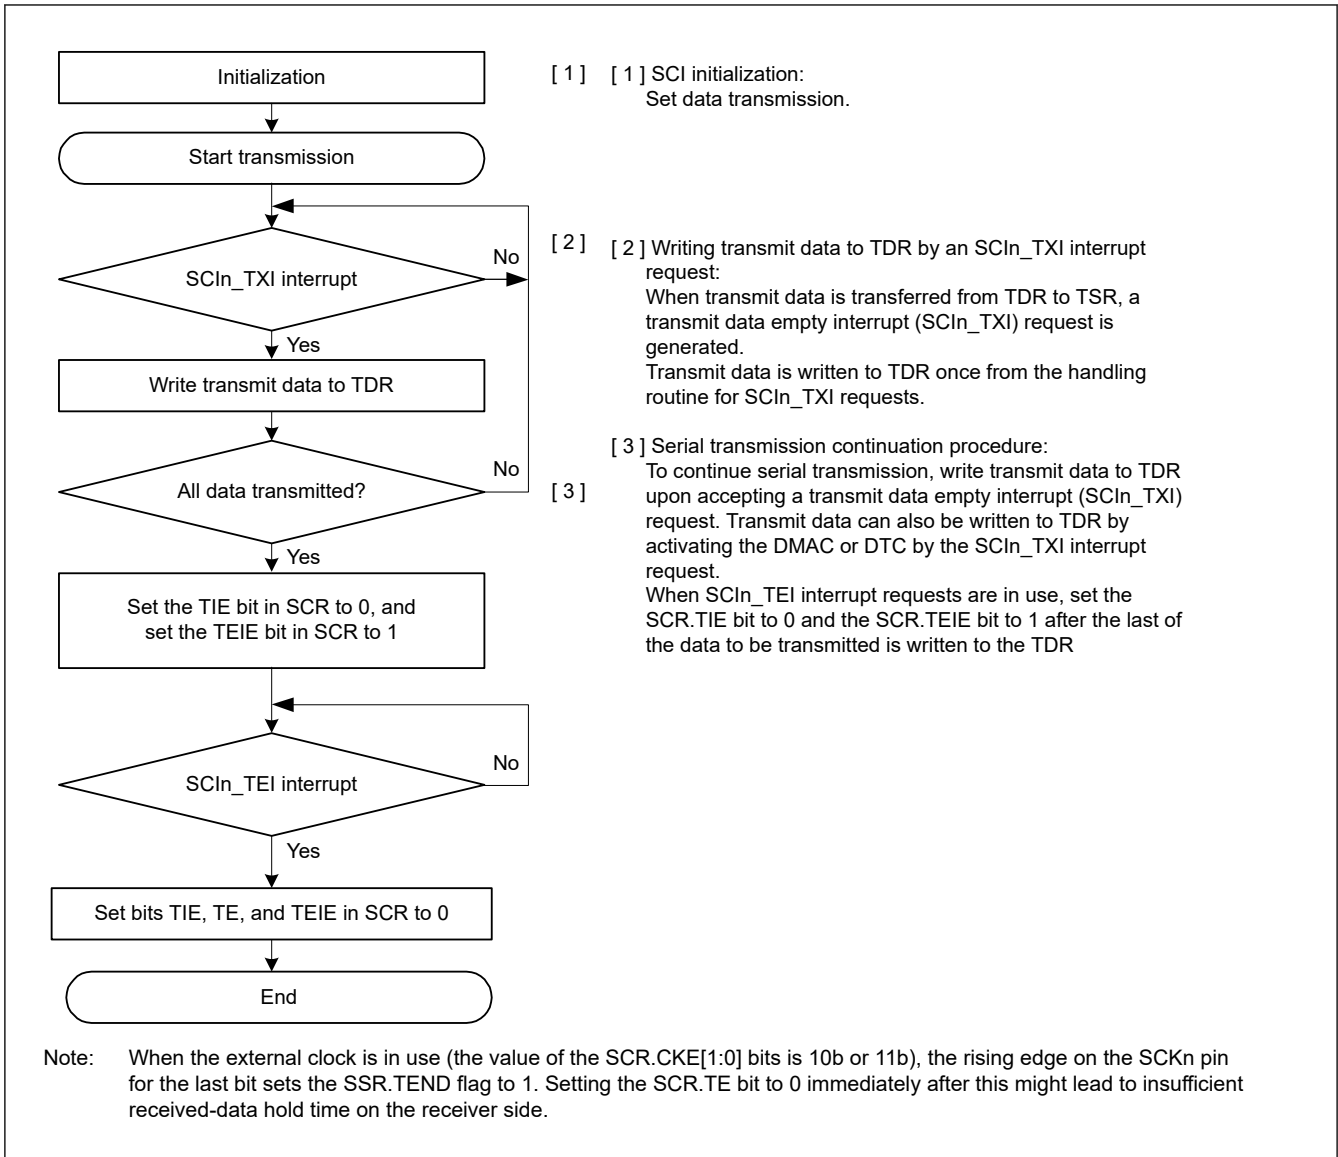 Initialization
[ 1 ]
[ 1 ] SCI initialization:
Set data transmission.
Start transmission
SCIn_TXI interrupt
No
Yes
[ 2 ]
[ 2 ] Writing transmit data to TDR by an SCIn_TXI interrupt
request:
When transmit data is transferred from TDR to TSR, a
transmit data empty interrupt (SCIn_TXI) request is
generated.
Transmit data is written to TDR once from the handling
routine for SCIn_TXI requests.
Write transmit data to TDR
All data transmitted?
No
Yes
[ 3 ]
[ 3 ] Serial transmission continuation procedure:
To continue serial transmission, write transmit data to TDR
upon accepting a transmit data empty interrupt (SCIn_TXI)
request. Transmit data can also be written to TDR by
activating the DMAC or DTC by the SCIn_TXI interrupt
request.
When SCIn_TEI interrupt requests are in use, set the
SCR.TIE bit to 0 and the SCR.TEIE bit to 1 after the last of
the data to be transmitted is written to the TDR
Set the TIE bit in SCR to 0, and
set the TEIE bit in SCR to 1
SCIn_TEI interrupt
No
Yes
Set bits TIE, TE, and TEIE in SCR to 0
End
Note: When the external clock is in use (the value of the SCR.CKE[1:0] bits is 10b or 11b), the rising edge on the SCKn pin
for the last bit sets the SSR.TEND flag to 1. Setting the SCR.TE bit to 0 immediately after this might lead to insufficient
received-data hold time on the receiver side.